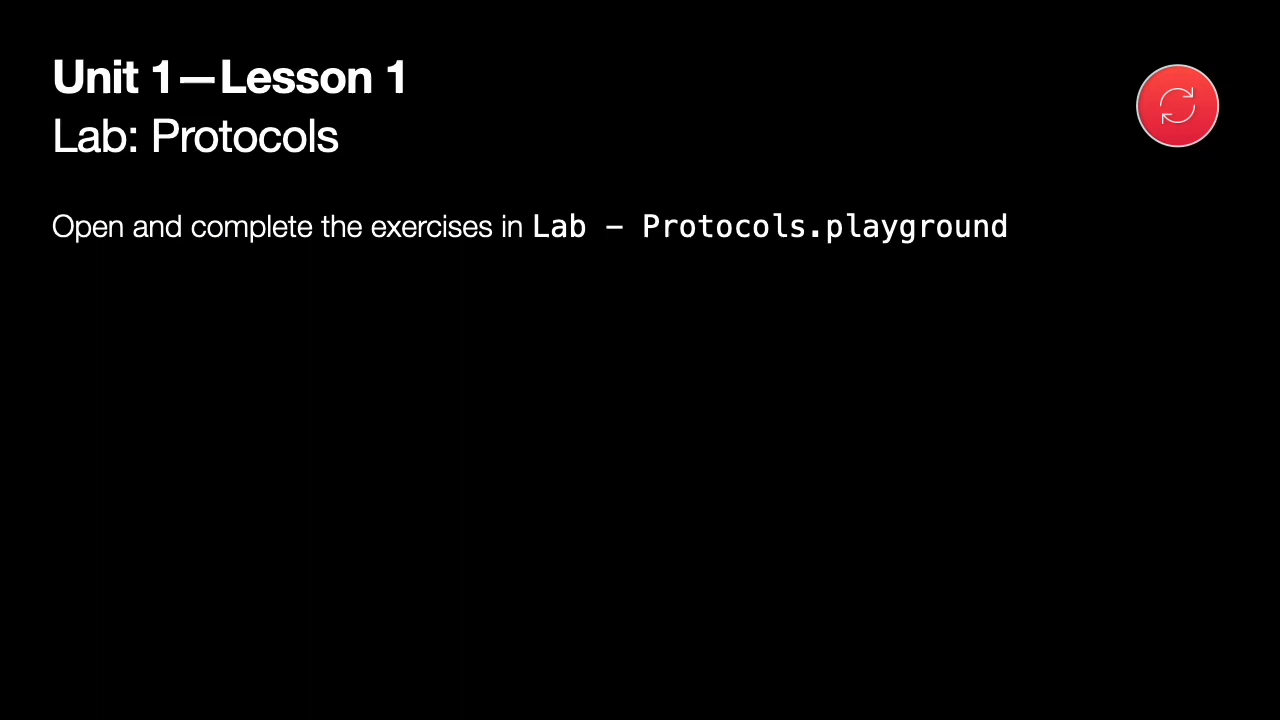 Unit 1—Lesson 1
Lab: Protocols
Open and complete the exercises in Lab - Protocols.playground